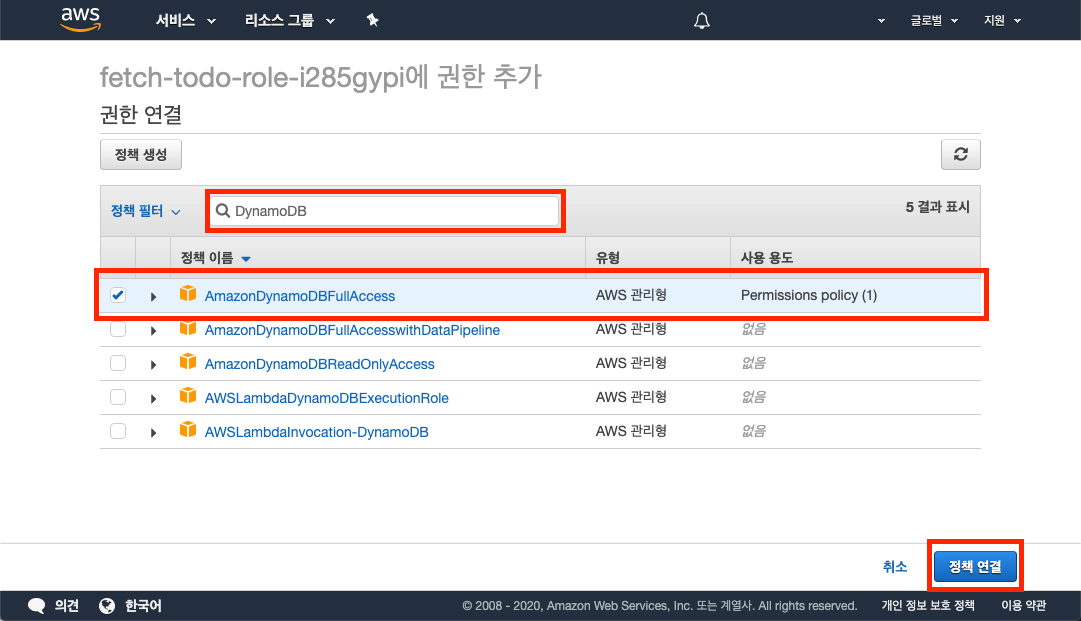 aws 서비스 리소스 그룹 글로벌 지원
fetch-todo-role-i285gypi에 권한 추가
권한 연결
정책 생성
정책 필터 DynamoDB 5 결과 표시
정책 이름 유형 사용 용도
AmazonDynamoDBFullAccess AWS 관리형 Permissions policy (1)
AmazonDynamoDBFullAccesswithDataPipeline AWS 관리형 없음
AmazonDynamoDBReadOnlyAccess AWS 관리형 없음
AWSLambdaDynamoDBExecutionRole AWS 관리형 없음
AWSLambdaInvocation-DynamoDB AWS 관리형 없음
취소 정책 연결
의견 한국어 © 2008 - 2020, Amazon Web Services, Inc. 또는 계열사. All rights reserved. 개인 정보 보호 정책 이용 약관